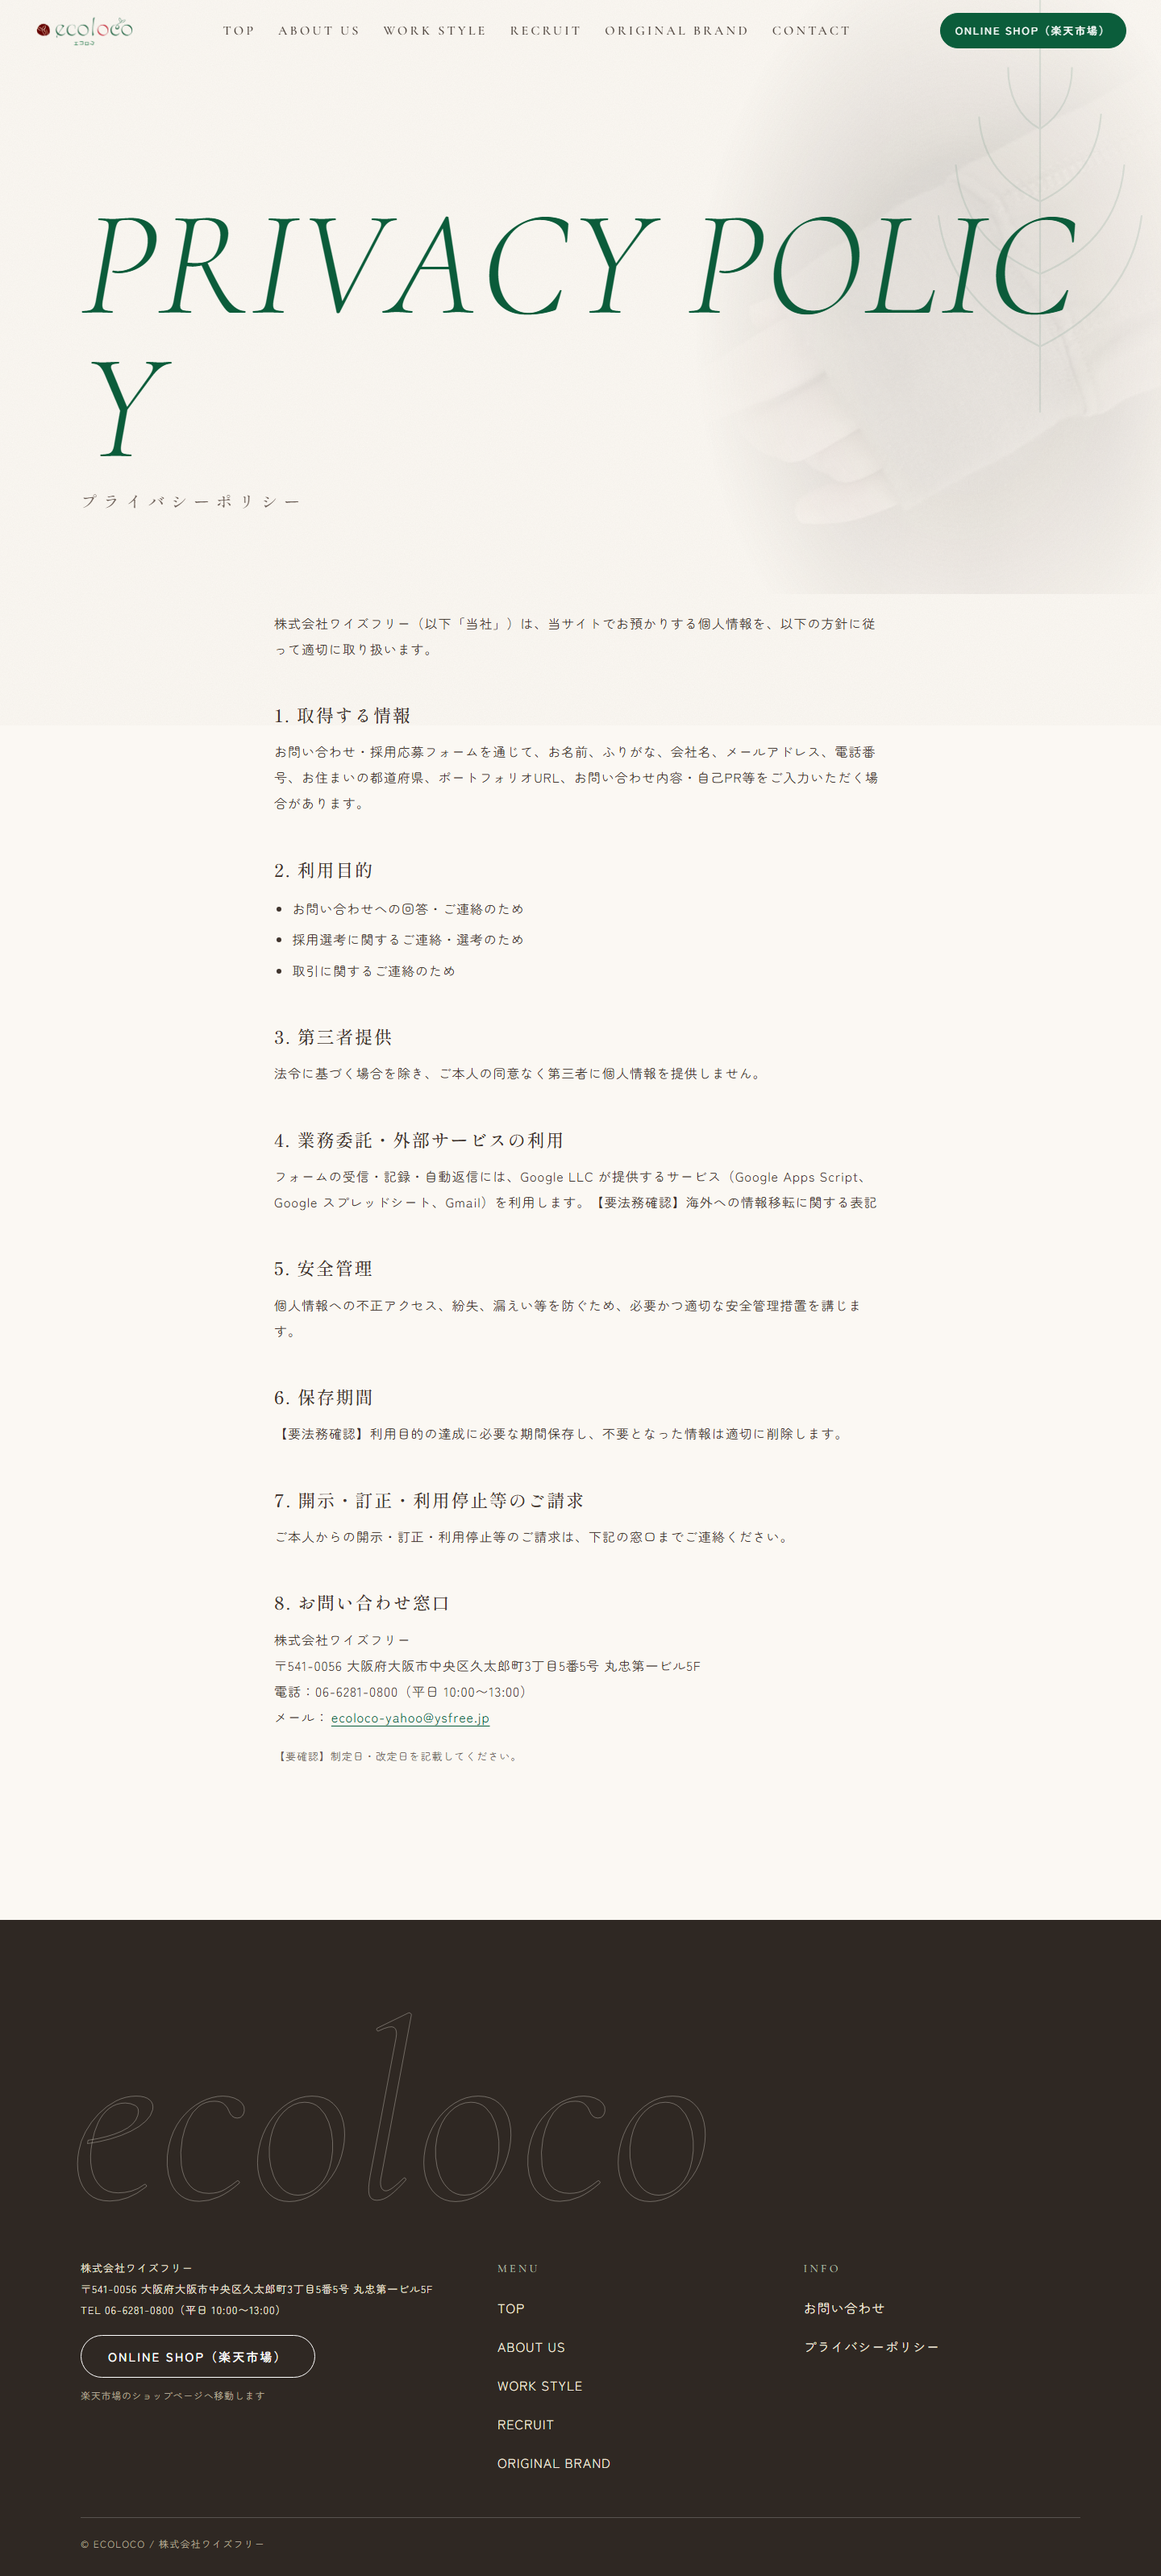 ecoloco
エコロコ
TOP ABOUT US WORK STYLE RECRUIT ORIGINAL BRAND CONTACT
ONLINE SHOP（楽天市場）
PRIVACY POLIC
Y
プライバシーポリシー
株式会社ワイズフリー（以下「当社」）は、当サイトでお預かりする個人情報を、以下の方針に従
って適切に取り扱います。
1. 取得する情報
お問い合わせ・採用応募フォームを通じて、お名前、ふりがな、会社名、メールアドレス、電話番
号、お住まいの都道府県、ポートフォリオURL、お問い合わせ内容・自己PR等をご入力いただく場
合があります。
2. 利用目的
• お問い合わせへの回答・ご連絡のため
• 採用選考に関するご連絡・選考のため
• 取引に関するご連絡のため
3. 第三者提供
法令に基づく場合を除き、ご本人の同意なく第三者に個人情報を提供しません。
4. 業務委託・外部サービスの利用
フォームの受信・記録・自動返信には、Google LLC が提供するサービス（Google Apps Script、
Google スプレッドシート、Gmail）を利用します。【要法務確認】海外への情報移転に関する表記
5. 安全管理
個人情報への不正アクセス、紛失、漏えい等を防ぐため、必要かつ適切な安全管理措置を講じま
す。
6. 保存期間
【要法務確認】利用目的の達成に必要な期間保存し、不要となった情報は適切に削除します。
7. 開示・訂正・利用停止等のご請求
ご本人からの開示・訂正・利用停止等のご請求は、下記の窓口までご連絡ください。
8. お問い合わせ窓口
株式会社ワイズフリー
〒541-0056 大阪府大阪市中央区久太郎町3丁目5番5号 丸忠第一ビル5F
電話：06-6281-0800（平日 10:00〜13:00）
メール： ecoloco-yahoo@ysfree.jp
【要確認】制定日・改定日を記載してください。
ecoloco
株式会社ワイズフリー
〒541-0056 大阪府大阪市中央区久太郎町3丁目5番5号 丸忠第一ビル5F
TEL 06-6281-0800（平日 10:00〜13:00）
ONLINE SHOP（楽天市場）
楽天市場のショップページへ移動します
MENU
TOP
ABOUT US
WORK STYLE
RECRUIT
ORIGINAL BRAND
INFO
お問い合わせ
プライバシーポリシー
© ECOLOCO / 株式会社ワイズフリー